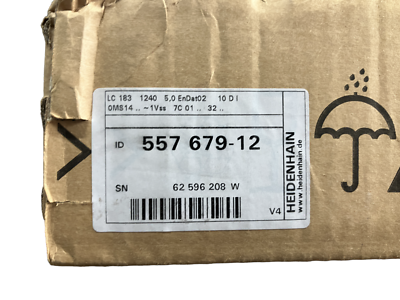 LC 183 1240 5,0 EnDat02 10 D I
0MS14 .. ~1Vss 7C 01 .. 32 ..
ID 557 679-12
SN 62 596 208 W
V4
HEIDENHAIN
www.heidenhain.de